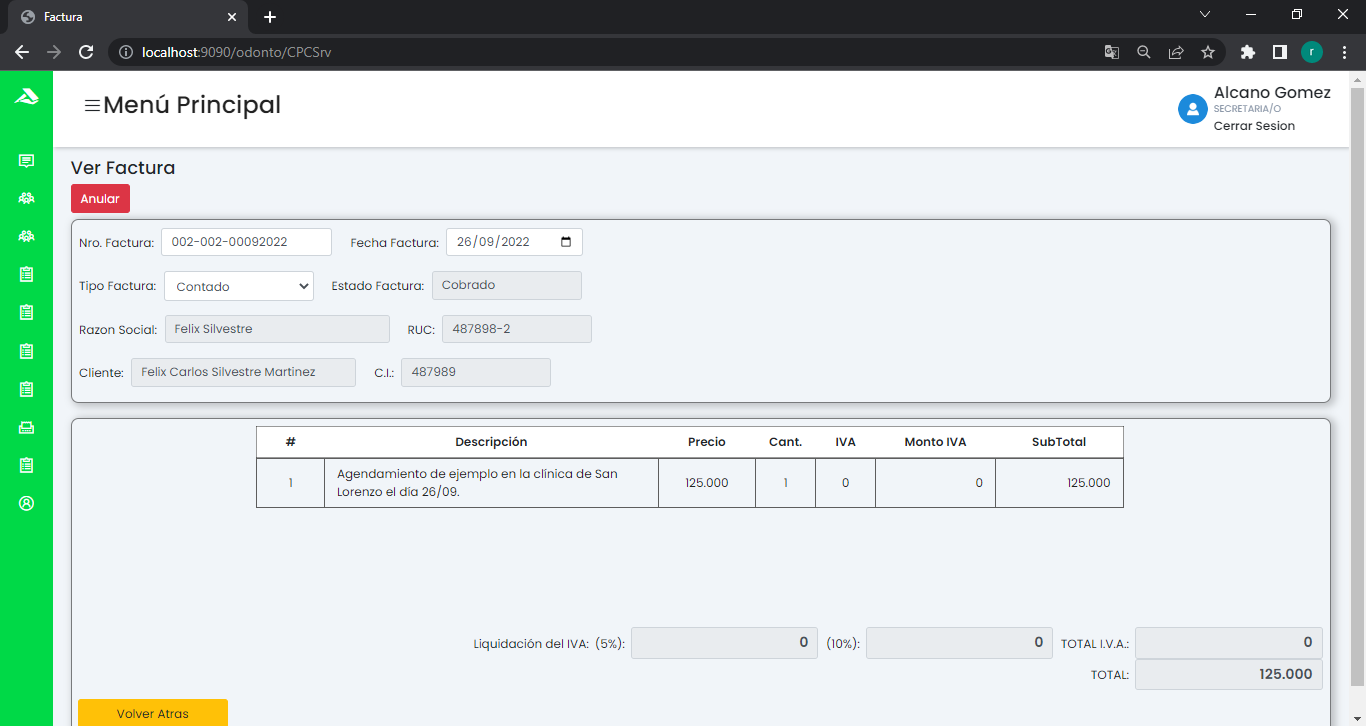 Factura
localhost:9090/odonto/CPCSrv
r
Menú Principal
Alcano Gomez
SECRETARIA/O
Cerrar Sesion
Ver Factura
Anular
Nro. Factura: 002-002-00092022 Fecha Factura: 26/09/2022
Tipo Factura: Contado Estado Factura: Cobrado
Razon Social: Felix Silvestre RUC: 487898-2
Cliente: Felix Carlos Silvestre Martinez C.I.: 487989
# Descripción Precio Cant. IVA Monto IVA SubTotal
1 Agendamiento de ejemplo en la clínica de San Lorenzo el día 26/09. 125.000 1 0 0 125.000
Liquidación del IVA: (5%): 0 (10%): 0 TOTAL I.V.A.: 0
TOTAL: 125.000
Volver Atras